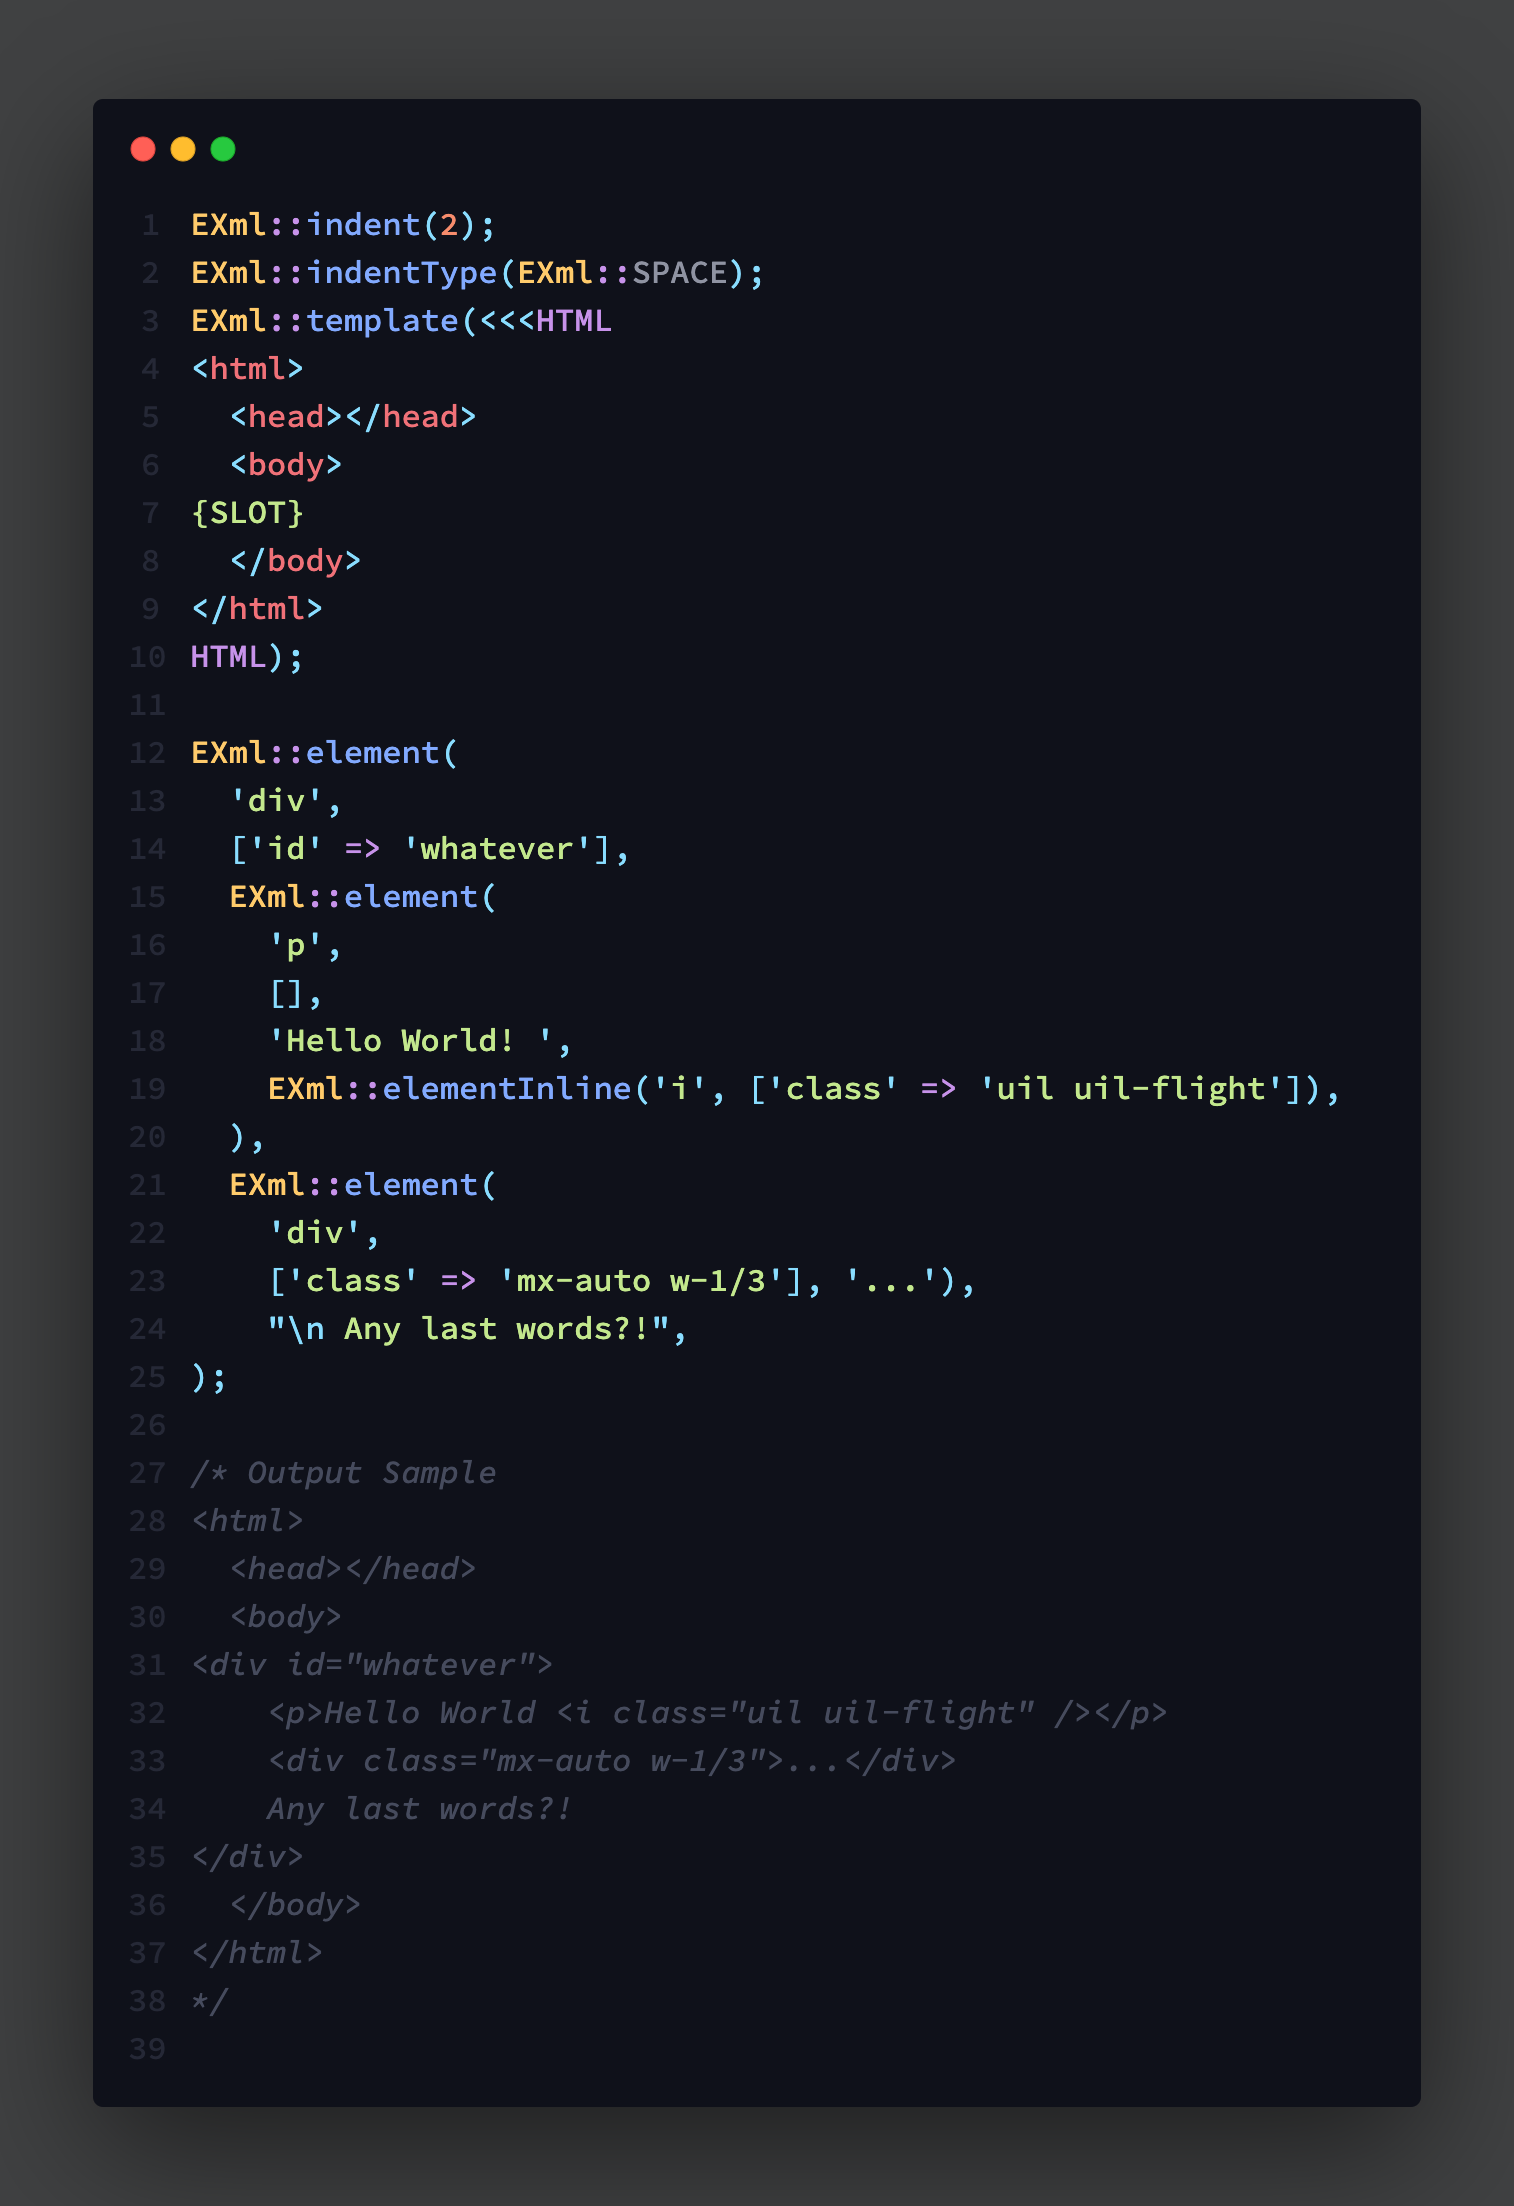 1 EXml::indent(2);
2 EXml::indentType(EXml::SPACE);
3 EXml::template(<<<HTML
4 <html>
5   <head></head>
6   <body>
7 {SLOT}
8   </body>
9 </html>
10 HTML);
11
12 EXml::element(
13   'div',
14   ['id' => 'whatever'],
15   EXml::element(
16     'p',
17     [],
18     'Hello World! ',
19     EXml::elementInline('i', ['class' => 'uil uil-flight']),
20   ),
21   EXml::element(
22     'div',
23     ['class' => 'mx-auto w-1/3'], '...'),
24     "\n Any last words?!",
25 );
26
27 /* Output Sample
28 <html>
29   <head></head>
30   <body>
31 <div id="whatever">
32     <p>Hello World <i class="uil uil-flight" /></p>
33     <div class="mx-auto w-1/3">...</div>
34     Any last words?!
35 </div>
36   </body>
37 </html>
38 */
39